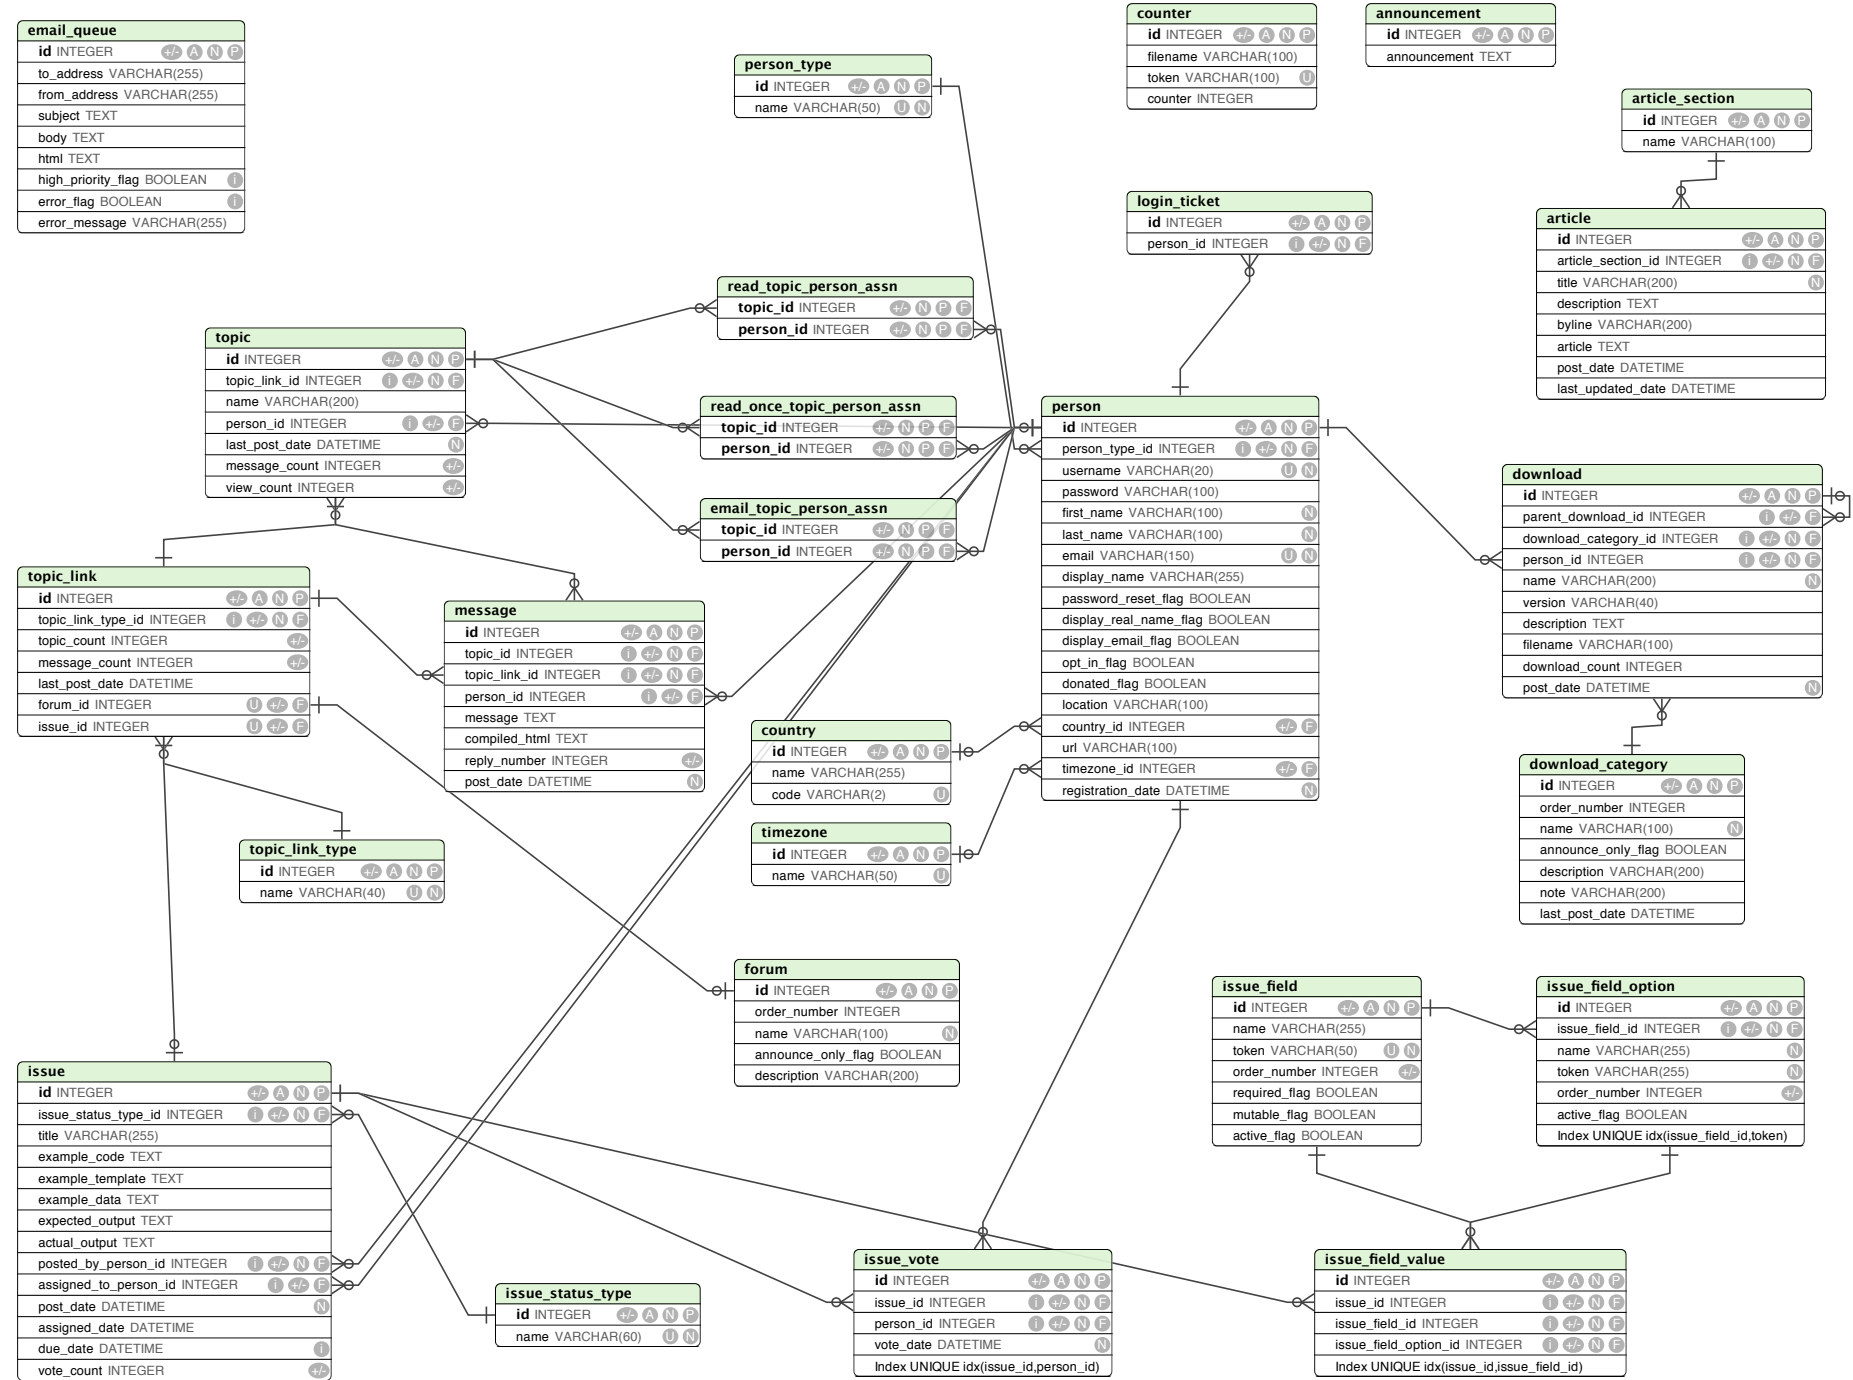 email_queue
id INTEGER +/- A N P
to_address VARCHAR(255)
from_address VARCHAR(255)
subject TEXT
body TEXT
html TEXT
high_priority_flag BOOLEAN i
error_flag BOOLEAN i
error_message VARCHAR(255)
person_type
id INTEGER +/- A N P
name VARCHAR(50) U N
counter
id INTEGER +/- A N P
filename VARCHAR(100)
token VARCHAR(100) U
counter INTEGER
announcement
id INTEGER +/- A N P
announcement TEXT
article_section
id INTEGER +/- A N P
name VARCHAR(100)
login_ticket
id INTEGER +/- A N P
person_id INTEGER i +/- N F
article
id INTEGER +/- A N P
article_section_id INTEGER i +/- N F
title VARCHAR(200) N
description TEXT
byline VARCHAR(200)
article TEXT
post_date DATETIME
last_updated_date DATETIME
read_topic_person_assn
topic_id INTEGER +/- N P F
person_id INTEGER +/- N P F
topic
id INTEGER +/- A N P
topic_link_id INTEGER i +/- N F
name VARCHAR(200)
person_id INTEGER i +/- F
last_post_date DATETIME N
message_count INTEGER +/-
view_count INTEGER +/-
read_once_topic_person_assn
topic_id INTEGER +/- N P F
person_id INTEGER +/- N P F
email_topic_person_assn
topic_id INTEGER +/- N P F
person_id INTEGER +/- N P F
person
id INTEGER +/- A N P
person_type_id INTEGER i +/- N F
username VARCHAR(20) U N
password VARCHAR(100)
first_name VARCHAR(100) N
last_name VARCHAR(100) N
email VARCHAR(150) U N
display_name VARCHAR(255)
password_reset_flag BOOLEAN
display_real_name_flag BOOLEAN
display_email_flag BOOLEAN
opt_in_flag BOOLEAN
donated_flag BOOLEAN
location VARCHAR(100)
country_id INTEGER +/- F
url VARCHAR(100)
timezone_id INTEGER +/- F
registration_date DATETIME N
download
id INTEGER +/- A N P
parent_download_id INTEGER i +/- F
download_category_id INTEGER i +/- N F
person_id INTEGER i +/- N F
name VARCHAR(200) N
version VARCHAR(40)
description TEXT
filename VARCHAR(100)
download_count INTEGER
post_date DATETIME N
topic_link
id INTEGER +/- A N P
topic_link_type_id INTEGER i +/- N F
topic_count INTEGER +/-
message_count INTEGER +/-
last_post_date DATETIME
forum_id INTEGER U +/- F
issue_id INTEGER U +/- F
message
id INTEGER +/- A N P
topic_id INTEGER i +/- N F
topic_link_id INTEGER i +/- N F
person_id INTEGER i +/- F
message TEXT
compiled_html TEXT
reply_number INTEGER +/-
post_date DATETIME N
country
id INTEGER +/- A N P
name VARCHAR(255)
code VARCHAR(2) U
timezone
id INTEGER +/- A N P
name VARCHAR(50) U
download_category
id INTEGER +/- A N P
order_number INTEGER
name VARCHAR(100) N
announce_only_flag BOOLEAN
description VARCHAR(200)
note VARCHAR(200)
last_post_date DATETIME
topic_link_type
id INTEGER +/- A N P
name VARCHAR(40) U N
forum
id INTEGER +/- A N P
order_number INTEGER
name VARCHAR(100) N
announce_only_flag BOOLEAN
description VARCHAR(200)
issue_field
id INTEGER +/- A N P
name VARCHAR(255)
token VARCHAR(50) U N
order_number INTEGER +/-
required_flag BOOLEAN
mutable_flag BOOLEAN
active_flag BOOLEAN
issue_field_option
id INTEGER +/- A N P
issue_field_id INTEGER i +/- N F
name VARCHAR(255) N
token VARCHAR(255) N
order_number INTEGER +/-
active_flag BOOLEAN
Index UNIQUE idx(issue_field_id,token)
issue
id INTEGER +/- A N P
issue_status_type_id INTEGER i +/- N F
title VARCHAR(255)
example_code TEXT
example_template TEXT
example_data TEXT
expected_output TEXT
actual_output TEXT
posted_by_person_id INTEGER i +/- N F
assigned_to_person_id INTEGER i +/- F
post_date DATETIME N
assigned_date DATETIME
due_date DATETIME i
vote_count INTEGER +/-
issue_status_type
id INTEGER +/- A N P
name VARCHAR(60) U N
issue_vote
id INTEGER +/- A N P
issue_id INTEGER i +/- N F
person_id INTEGER i +/- N F
vote_date DATETIME N
Index UNIQUE idx(issue_id,person_id)
issue_field_value
id INTEGER +/- A N P
issue_id INTEGER i +/- N F
issue_field_id INTEGER i +/- N F
issue_field_option_id INTEGER i +/- N F
Index UNIQUE idx(issue_id,issue_field_id)